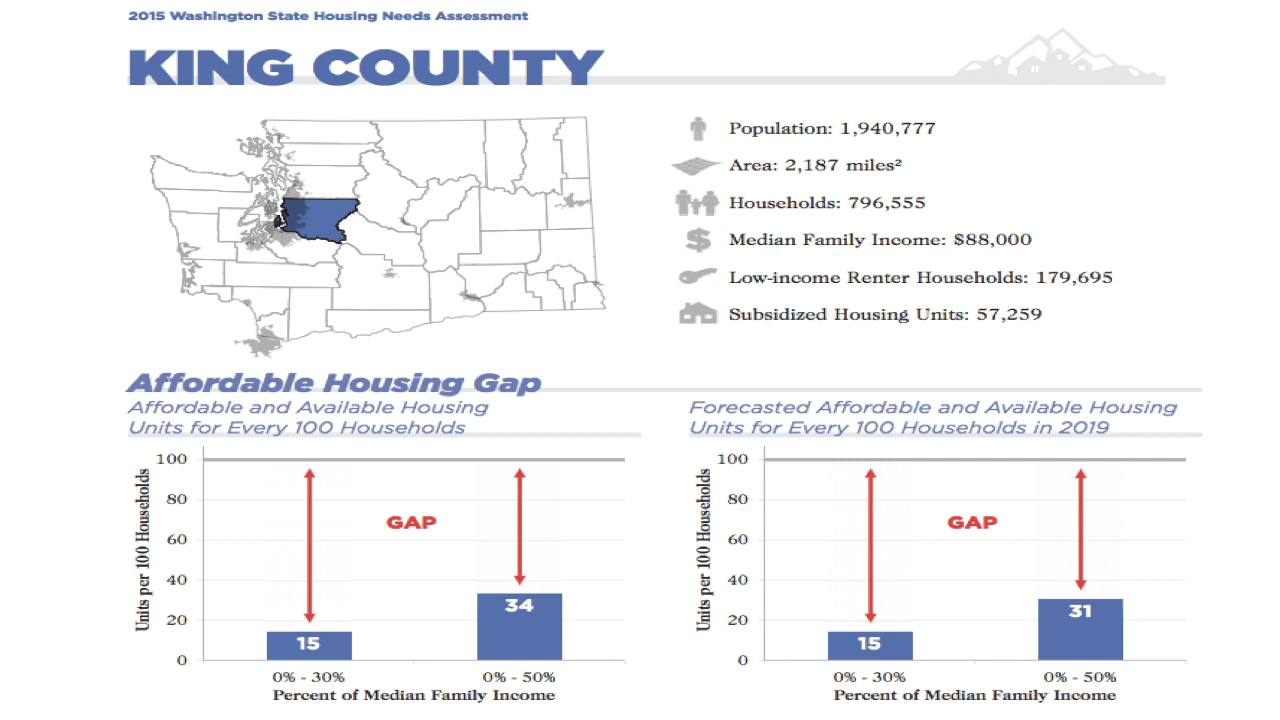 2015 Washington State Housing Needs Assessment
KING COUNTY
Population: 1,940,777
Area: 2,187 miles²
Households: 796,555
Median Family Income: $88,000
Low-income Renter Households: 179,695
Subsidized Housing Units: 57,259
Affordable Housing Gap
Affordable and Available Housing
Units for Every 100 Households
Units per 100 Households
100
80
60
40
20
0
GAP
15
34
0% - 30%
0% - 50%
Percent of Median Family Income
Forecasted Affordable and Available Housing
Units for Every 100 Households in 2019
Units per 100 Households
100
80
60
40
20
0
GAP
15
31
0% - 30%
0% - 50%
Percent of Median Family Income